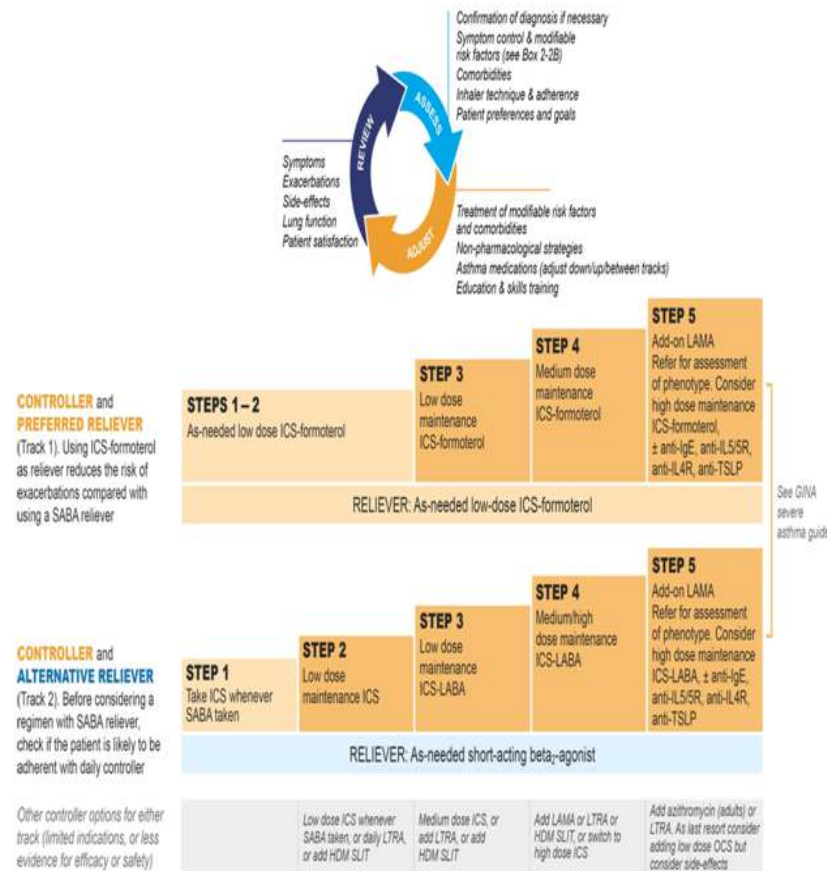 Confirmation of diagnosis if necessary
Symptom control & modifiable
risk factors (see Box 2-2B)
Comorbidities
Inhaler technique & adherence
Patient preferences and goals
REVIEW
ASSESS
ADJUST
Symptoms
Exacerbations
Side-effects
Lung function
Patient satisfaction
Treatment of modifiable risk factors
and comorbidities
Non-pharmacological strategies
Asthma medications (adjust down/up/between tracks)
Education & skills training
CONTROLLER and
PREFERRED RELIEVER
(Track 1). Using ICS-formoterol
as reliever reduces the risk of
exacerbations compared with
using a SABA reliever
STEPS 1 – 2
As-needed low dose ICS-formoterol
STEP 3
Low dose
maintenance
ICS-formoterol
STEP 4
Medium dose
maintenance
ICS-formoterol
STEP 5
Add-on LAMA
Refer for assessment
of phenotype. Consider
high dose maintenance
ICS-formoterol,
± anti-IgE, anti-IL5/5R,
anti-IL4R, anti-TSLP
RELIEVER: As-needed low-dose ICS-formoterol
See GINA
severe
asthma guide
CONTROLLER and
ALTERNATIVE RELIEVER
(Track 2). Before considering a
regimen with SABA reliever,
check if the patient is likely to be
adherent with daily controller
STEP 1
Take ICS whenever
SABA taken
STEP 2
Low dose
maintenance ICS
STEP 3
Low dose
maintenance
ICS-LABA
STEP 4
Medium/high
dose maintenance
ICS-LABA
STEP 5
Add-on LAMA
Refer for assessment
of phenotype. Consider
high dose maintenance
ICS-LABA, ± anti-IgE,
anti-IL5/5R, anti-IL4R,
anti-TSLP
RELIEVER: As-needed short-acting beta₂-agonist
Other controller options for either
track (limited indications, or less
evidence for efficacy or safety)
Low dose ICS whenever
SABA taken, or daily LTRA,
or add HDM SLIT
Medium dose ICS, or
add LTRA, or add
HDM SLIT
Add LAMA or LTRA or
HDM SLIT, or switch to
high dose ICS
Add azithromycin (adults) or
LTRA. As last resort consider
adding low dose OCS but
consider side-effects